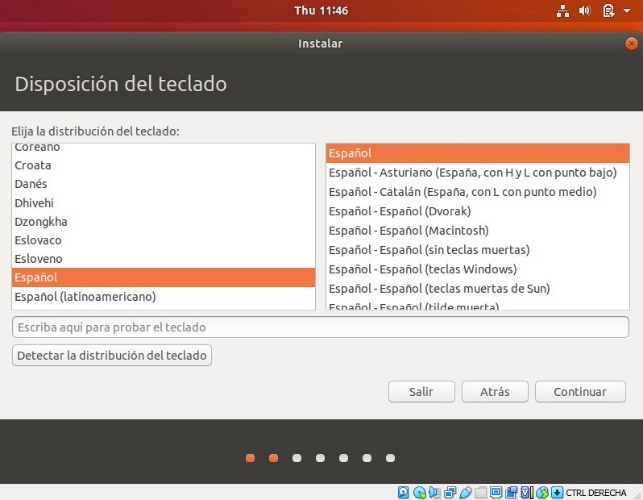 Thu 11:46
Instalar
Disposición del teclado
Elija la distribución del teclado:
Coreano
Croata
Danés
Dhivehi
Dzongkha
Eslovaco
Esloveno
Español
Español (latinoamericano)
Español
Español - Asturiano (España, con H y L con punto bajo)
Español - Catalán (España, con L con punto medio)
Español - Español (Dvorak)
Español - Español (Macintosh)
Español - Español (sin teclas muertas)
Español - Español (teclas Windows)
Español - Español (teclas muertas de Sun)
Español - Español (tilde muerta)
Escriba aquí para probar el teclado
Detectar la distribución del teclado
Salir
Atrás
Continuar
CTRL DERECHA